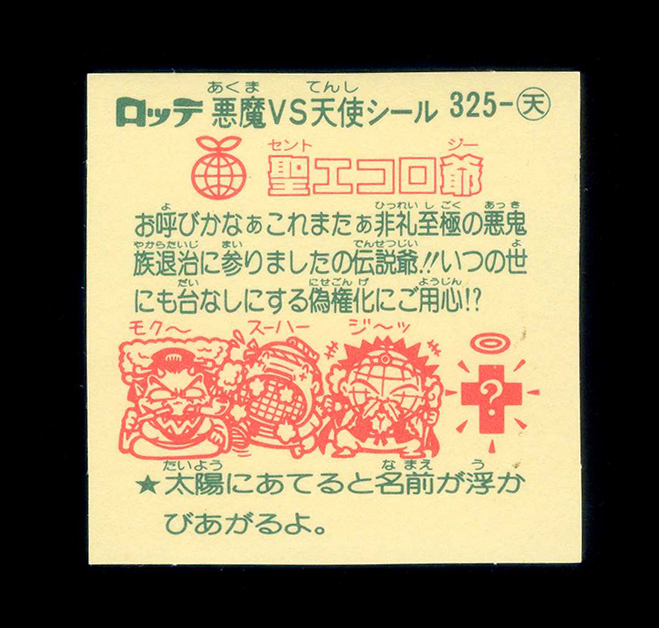 あくま てんし
ロッテ 悪魔VS天使シール 325-天
セント ジー
聖エコロ爺
よ ひっれいしごく あっき
お呼びかなぁこれまたぁ非礼至極の悪鬼
やからたいじ まい でんせつじい よ
族退治に参りましたの伝説爺!!いつの世
だい にせごんげ ようじん
にも台なしにする偽権化にご用心!?
モク〜 スーハー ジ〜ッ
?
たいよう なまえ う
★太陽にあてると名前が浮か
びあがるよ。